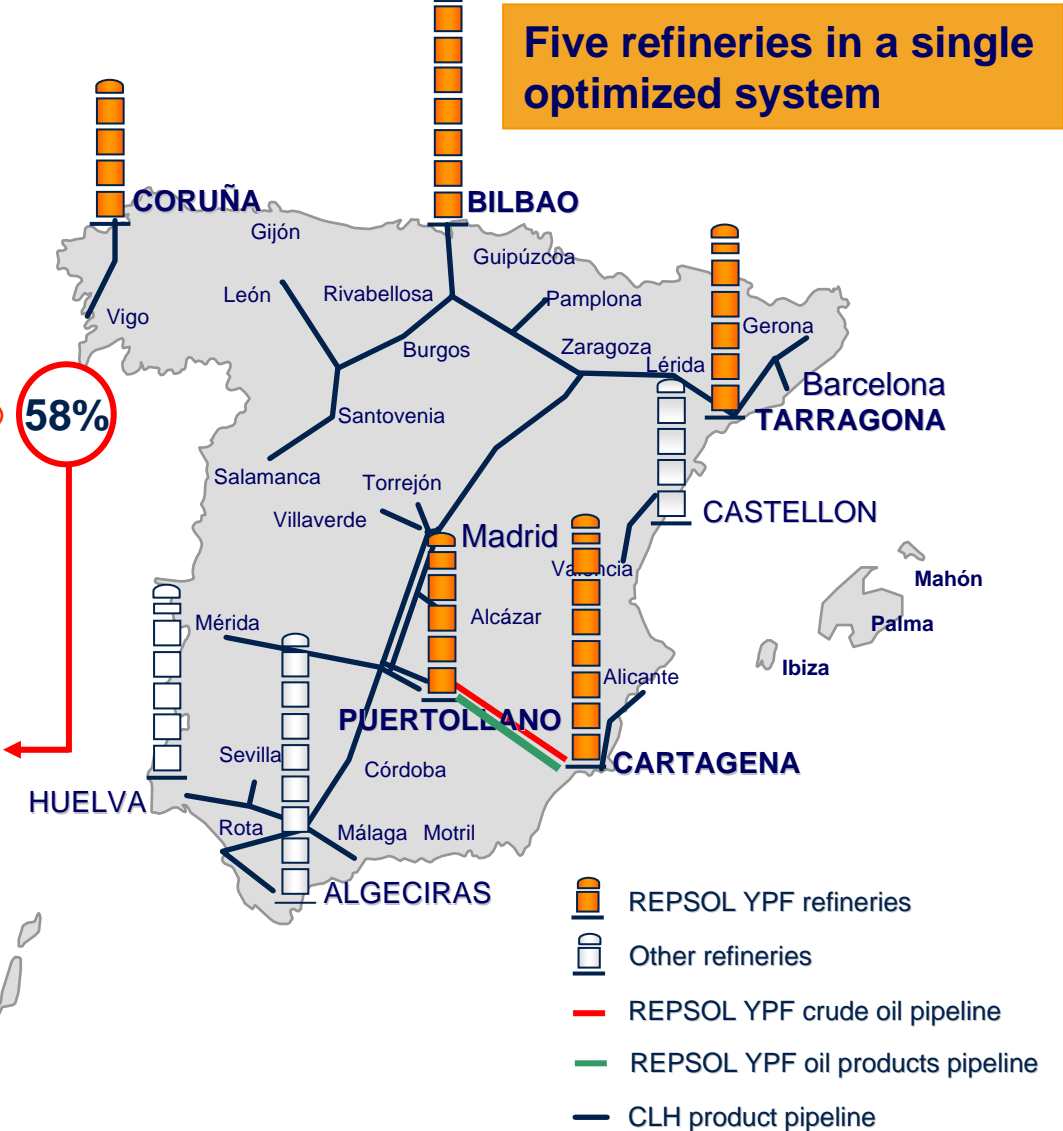 Five refineries in a single
optimized system
CORUÑA
BILBAO
Gijón
Guipúzcoa
León
Rivabellosa
Pamplona
Vigo
Gerona
Burgos
Zaragoza
Lérida
Barcelona
58%
Santovenia
TARRAGONA
Salamanca
Torrejón
Villaverde
CASTELLON
Madrid
Valencia
Mahón
Mérida
Alcázar
Palma
Ibiza
Alicante
PUERTOLLANO
Sevilla
Córdoba
CARTAGENA
HUELVA
Rota
Málaga
Motril
ALGECIRAS
REPSOL YPF refineries
Other refineries
REPSOL YPF crude oil pipeline
REPSOL YPF oil products pipeline
CLH product pipeline